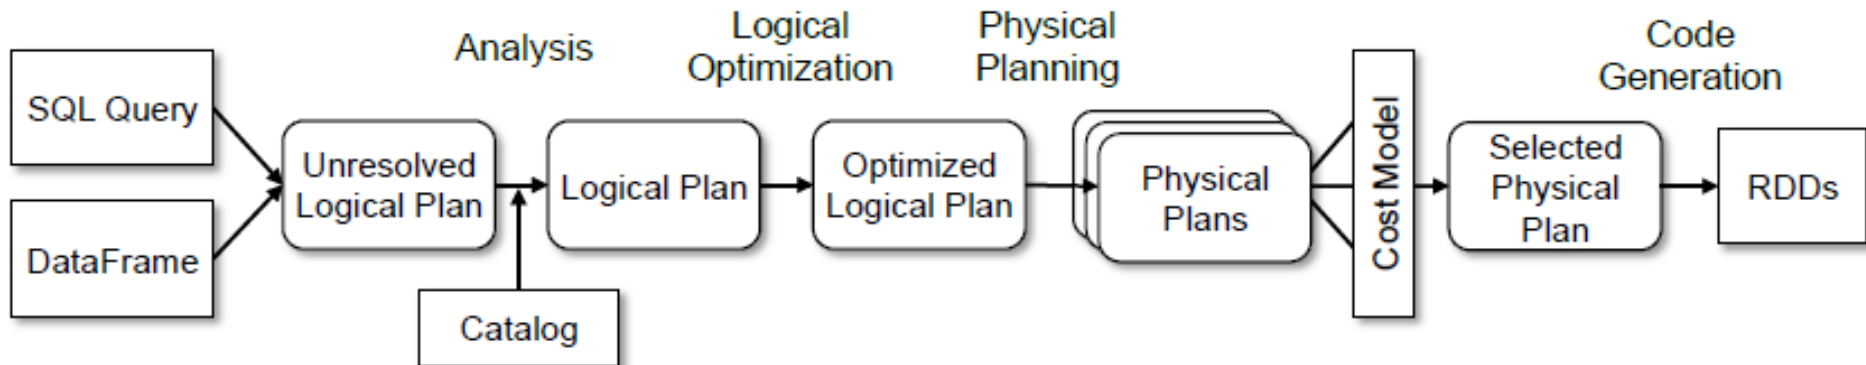 Analysis
Logical
Optimization
Physical
Planning
Code
Generation
SQL Query
DataFrame
Unresolved
Logical Plan
Catalog
Logical Plan
Optimized
Logical Plan
Physical
Plans
Cost Model
Selected
Physical
Plan
RDDs